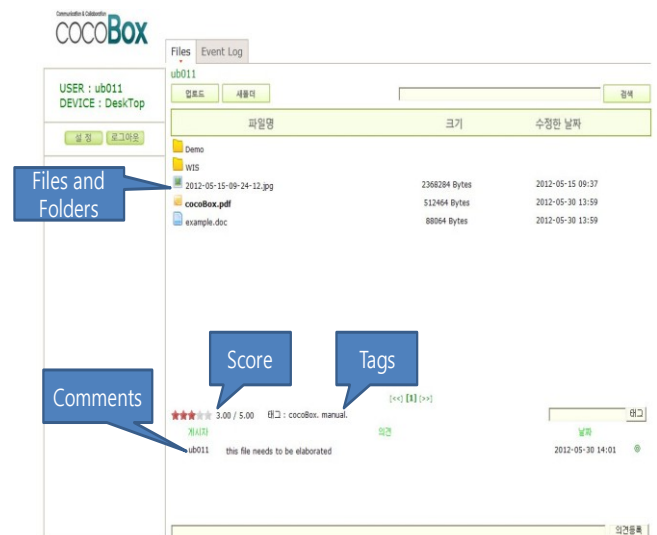 Communication & Collaboration
cocoBox
Files Event Log
ub011
USER : ub011
DEVICE : DeskTop
업로드 새폴더 검색
설 정 로그아웃
파일명 크기 수정한 날짜
Demo
WIS
2012-05-15-09-24-12.jpg 2368284 Bytes 2012-05-15 09:37
cocoBox.pdf 512464 Bytes 2012-05-30 13:59
example.doc 88064 Bytes 2012-05-30 13:59
Files and
Folders
Score
Tags
Comments
[<<] [1] [>>]
3.00 / 5.00 태그 : cocoBox. manual. 태그
게시자 의견 날짜
ub011 this file needs to be elaborated 2012-05-30 14:01
의견등록